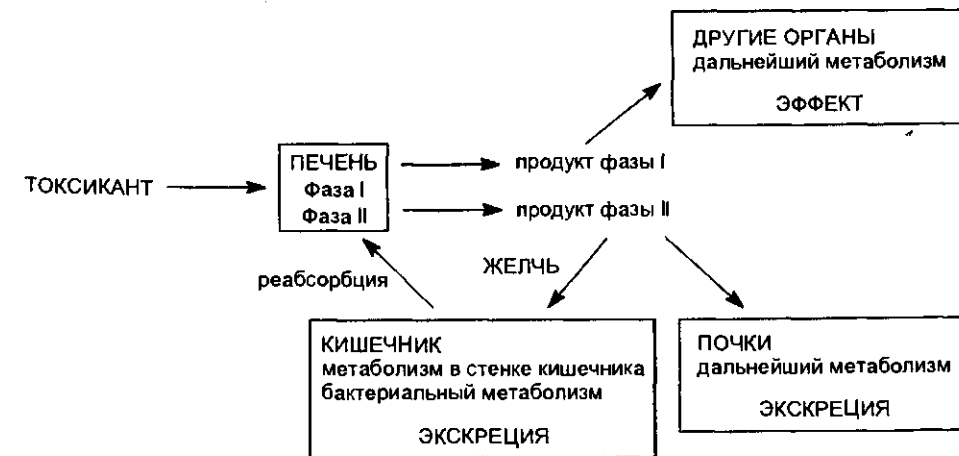 ДРУГИЕ ОРГАНЫ
дальнейший метаболизм
ЭФФЕКТ
ТОКСИКАНТ
ПЕЧЕНЬ
Фаза I
Фаза II
продукт фазы I
продукт фазы II
реабсорбция
ЖЕЛЧЬ
КИШЕЧНИК
метаболизм в стенке кишечника
бактериальный метаболизм
ЭКСКРЕЦИЯ
ПОЧКИ
дальнейший метаболизм
ЭКСКРЕЦИЯ